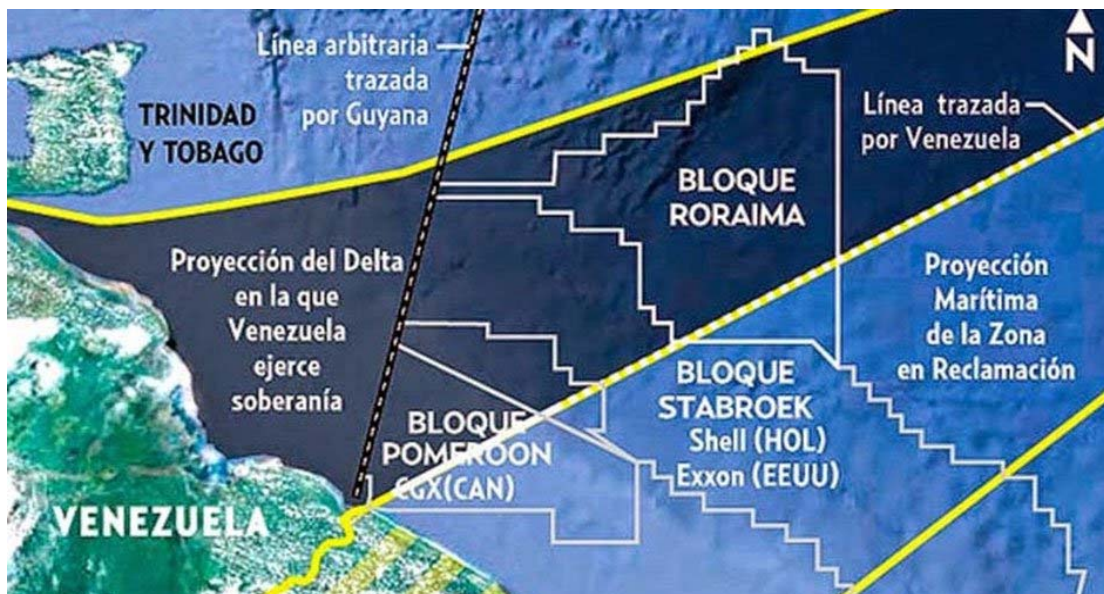 Línea arbitraria
trazada
por Guyana
N
TRINIDAD
Y TOBAGO
Línea trazada
por Venezuela
BLOQUE
RORAIMA
Proyección del Delta
en la que
Venezuela
ejerce
soberanía
Proyección
Marítima
de la Zona
en Reclamación
BLOQUE
STABROEK
Shell (HOL)
Exxon (EEUU)
BLOQUE
POMEROON
CGX(CAN)
VENEZUELA